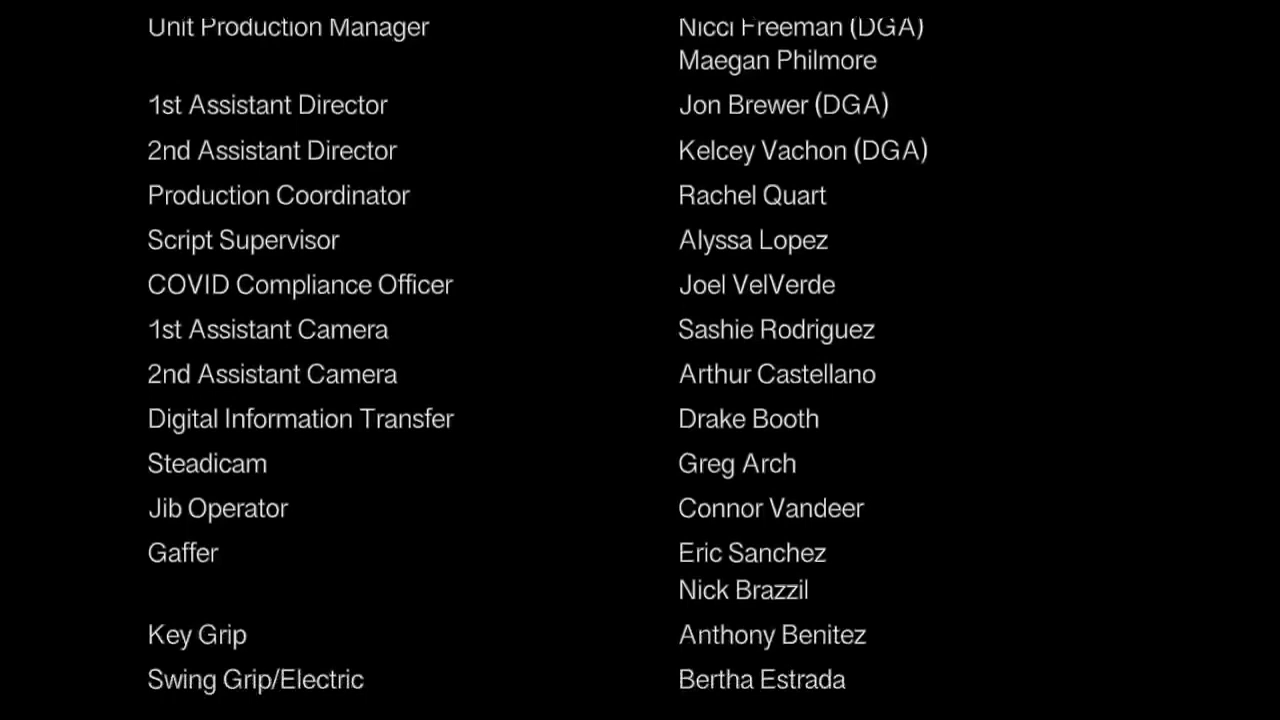 Unit Production Manager Nicci Freeman (DGA)
Maegan Philmore
1st Assistant Director Jon Brewer (DGA)
2nd Assistant Director Kelcey Vachon (DGA)
Production Coordinator Rachel Quart
Script Supervisor Alyssa Lopez
COVID Compliance Officer Joel VelVerde
1st Assistant Camera Sashie Rodriguez
2nd Assistant Camera Arthur Castellano
Digital Information Transfer Drake Booth
Steadicam Greg Arch
Jib Operator Connor Vandeer
Gaffer Eric Sanchez
Nick Brazzil
Key Grip Anthony Benitez
Swing Grip/Electric Bertha Estrada